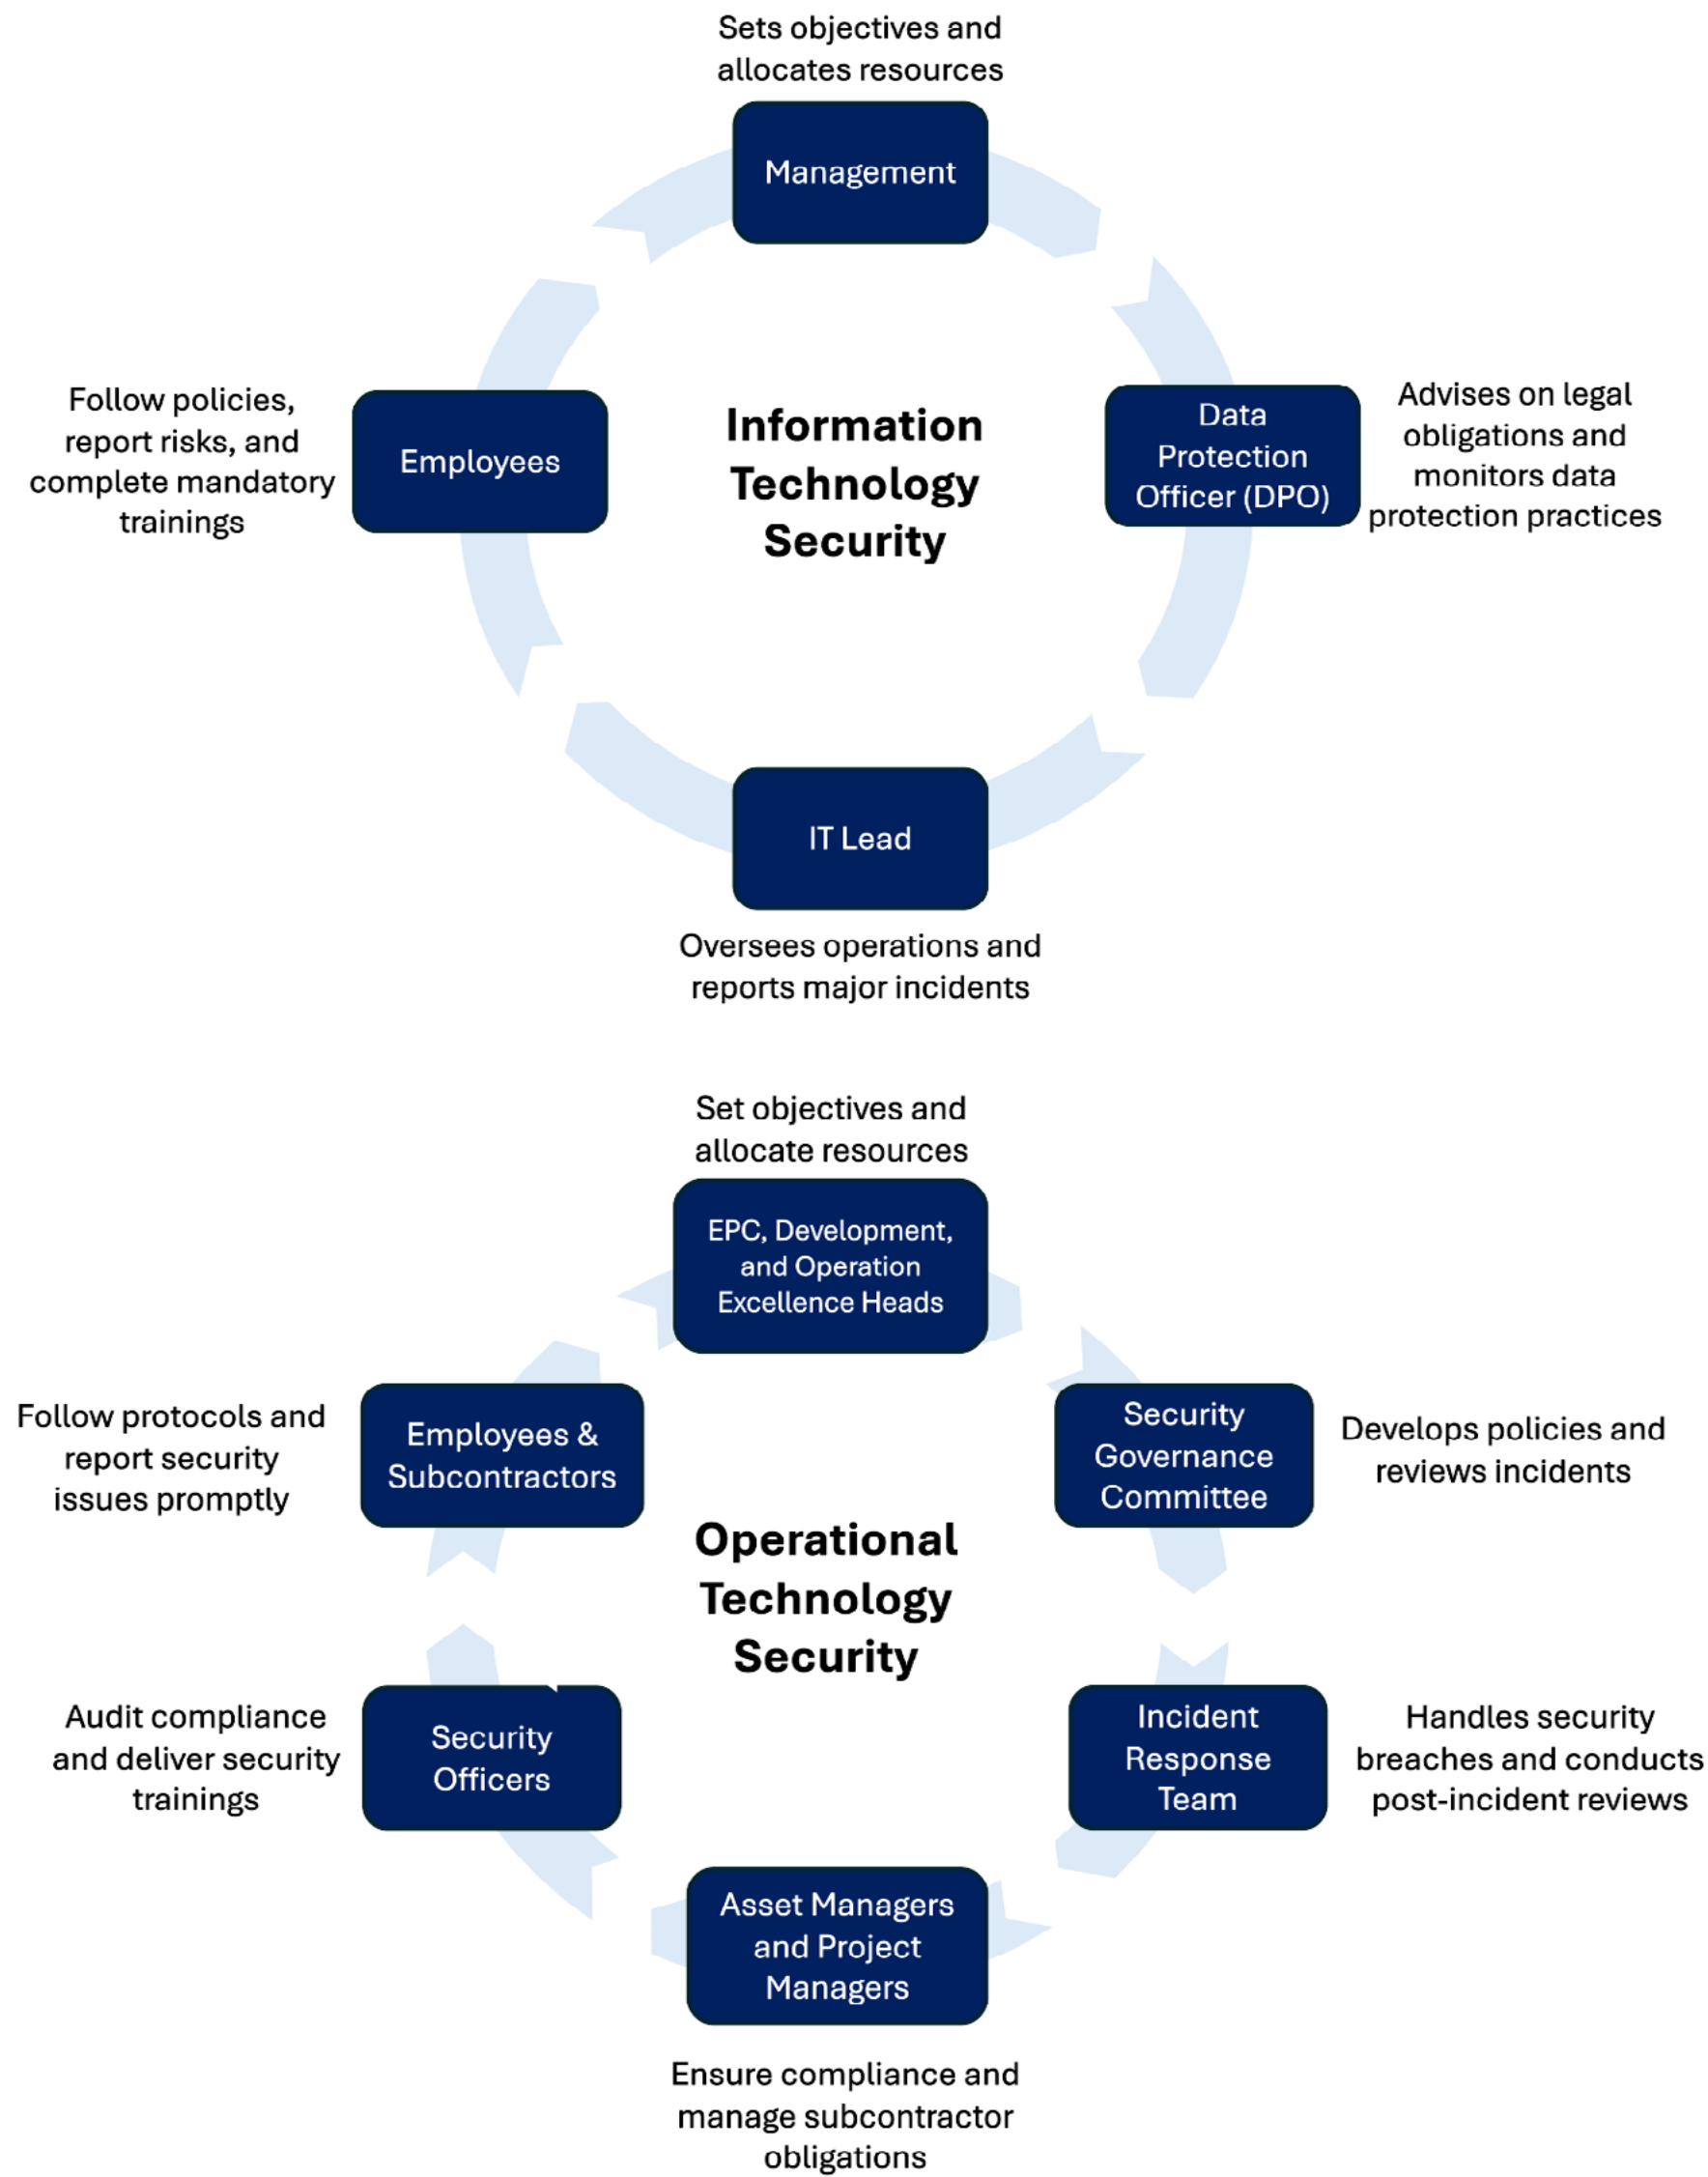 Sets objectives and
allocates resources
Management
Follow policies,
report risks, and
complete mandatory
trainings
Employees
Information
Technology
Security
Data
Protection
Officer (DPO)
Advises on legal
obligations and
monitors data
protection practices
IT Lead
Oversees operations and
reports major incidents
Set objectives and
allocate resources
EPC, Development,
and Operation
Excellence Heads
Follow protocols and
report security
issues promptly
Employees &
Subcontractors
Security
Governance
Committee
Develops policies and
reviews incidents
Operational
Technology
Security
Audit compliance
and deliver security
trainings
Security
Officers
Incident
Response
Team
Handles security
breaches and conducts
post-incident reviews
Asset Managers
and Project
Managers
Ensure compliance and
manage subcontractor
obligations